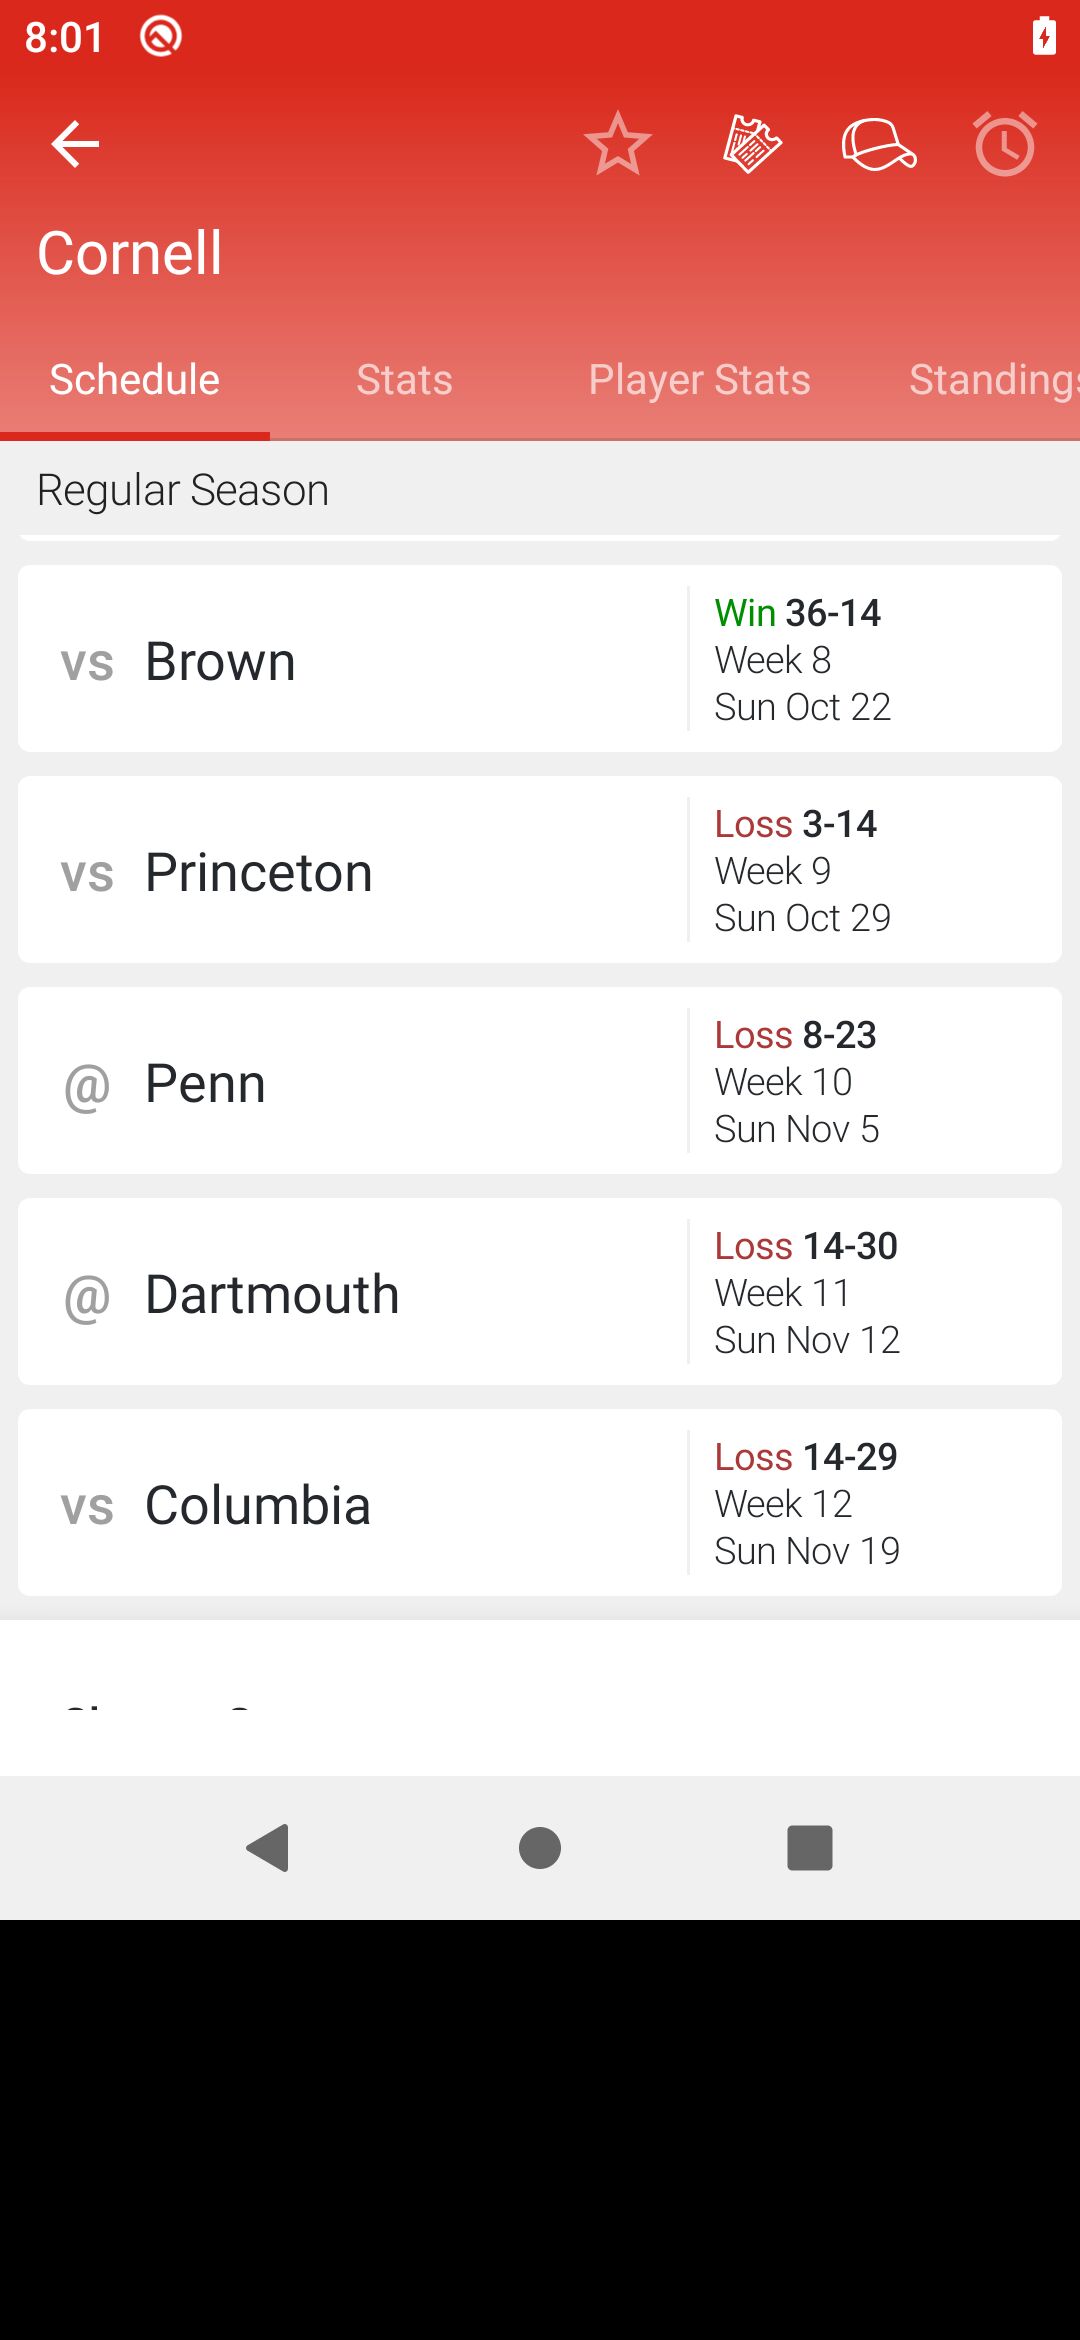 8:01
Cornell
Schedule Stats Player Stats Standings
Regular Season
vs Brown
Win 36-14
Week 8
Sun Oct 22
vs Princeton
Loss 3-14
Week 9
Sun Oct 29
@ Penn
Loss 8-23
Week 10
Sun Nov 5
@ Dartmouth
Loss 14-30
Week 11
Sun Nov 12
vs Columbia
Loss 14-29
Week 12
Sun Nov 19